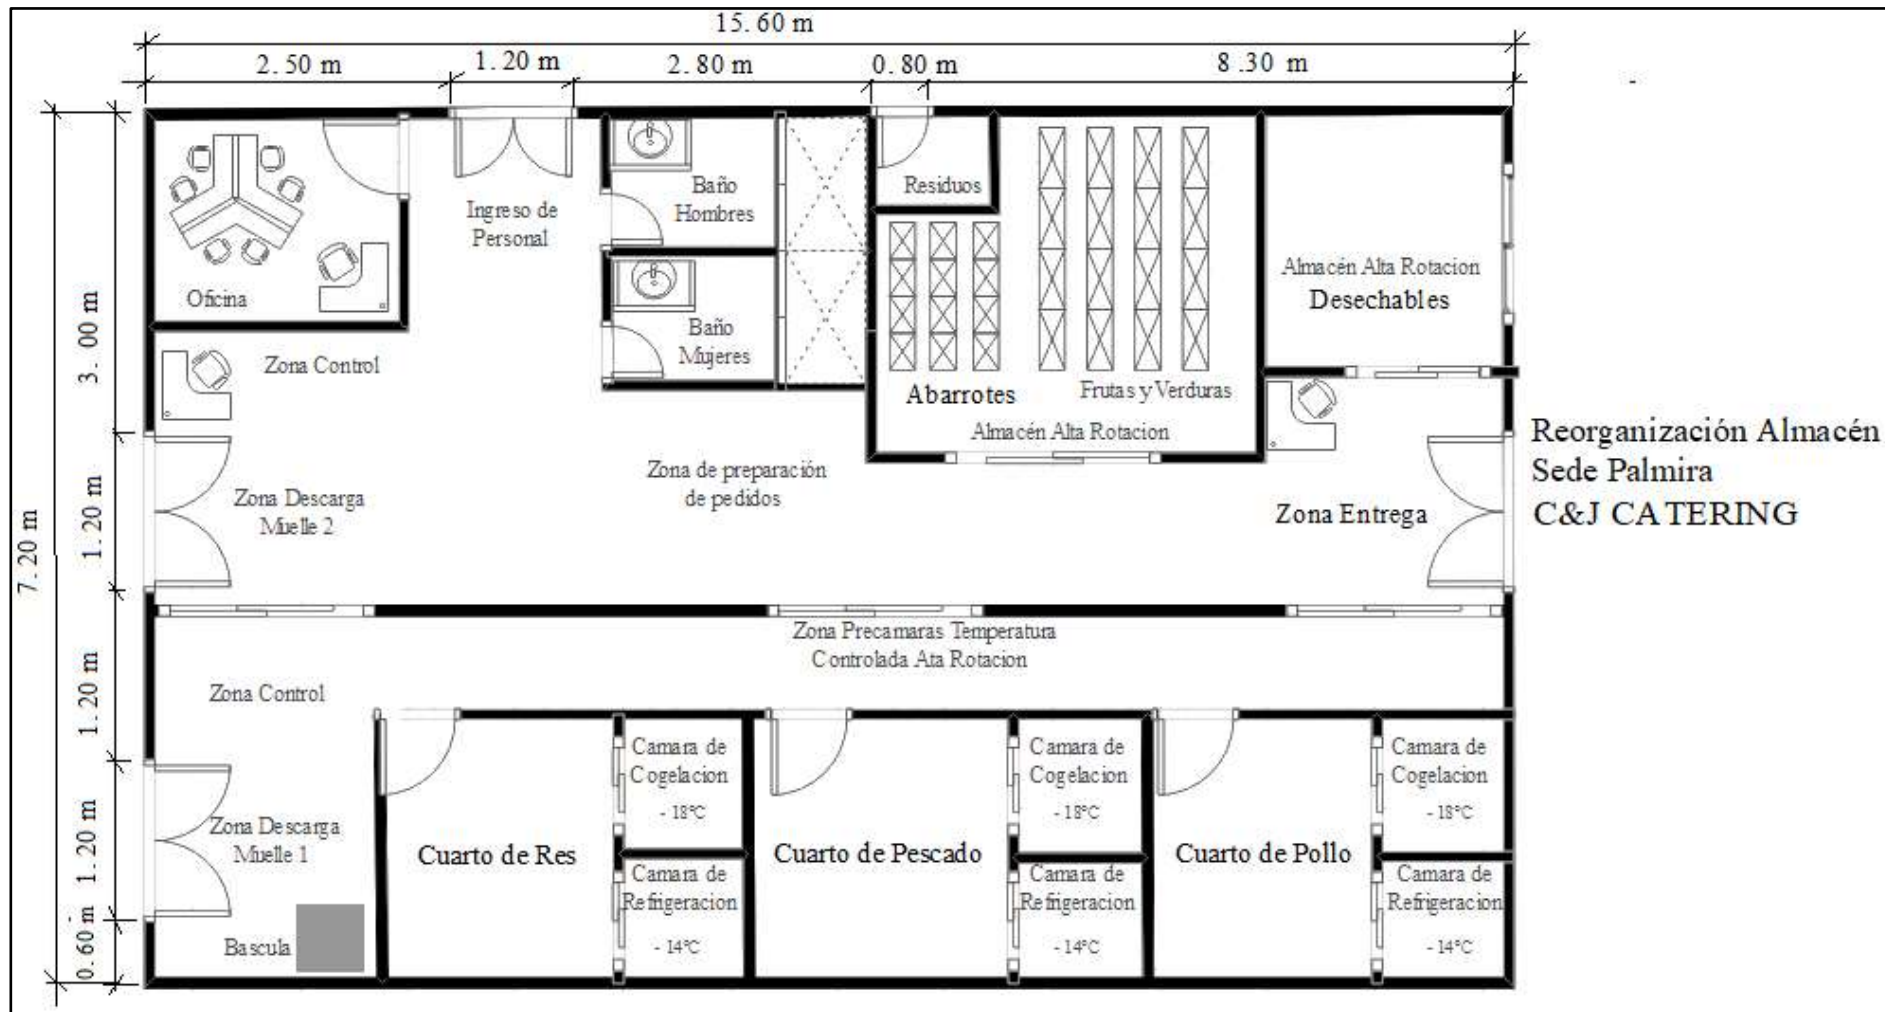 15.60 m
2.50 m
1.20 m
2.80 m
0.80 m
8.30 m
7.20 m
3.00 m
1.20 m
1.20 m
1.20 m
0.60 m
Oficina
Ingreso de
Personal
Baño
Hombres
Baño
Mujeres
Residuos
Abarrotes
Frutas y Verduras
Almacén Alta Rotacion
Almacén Alta Rotacion
Desechables
Zona Control
Zona Descarga
Muelle 2
Zona de preparación
de pedidos
Zona Entrega
Reorganización Almacén
Sede Palmira
C&J CATERING
Zona Precamaras Temperatura
Controlada Ata Rotacion
Zona Control
Zona Descarga
Muelle 1
Bascula
Cuarto de Res
Camara de
Cogelacion
- 18°C
Camara de
Refrigeracion
- 14°C
Cuarto de Pescado
Camara de
Cogelacion
- 18°C
Camara de
Refrigeracion
- 14°C
Cuarto de Pollo
Camara de
Cogelacion
- 18°C
Camara de
Refrigeracion
- 14°C